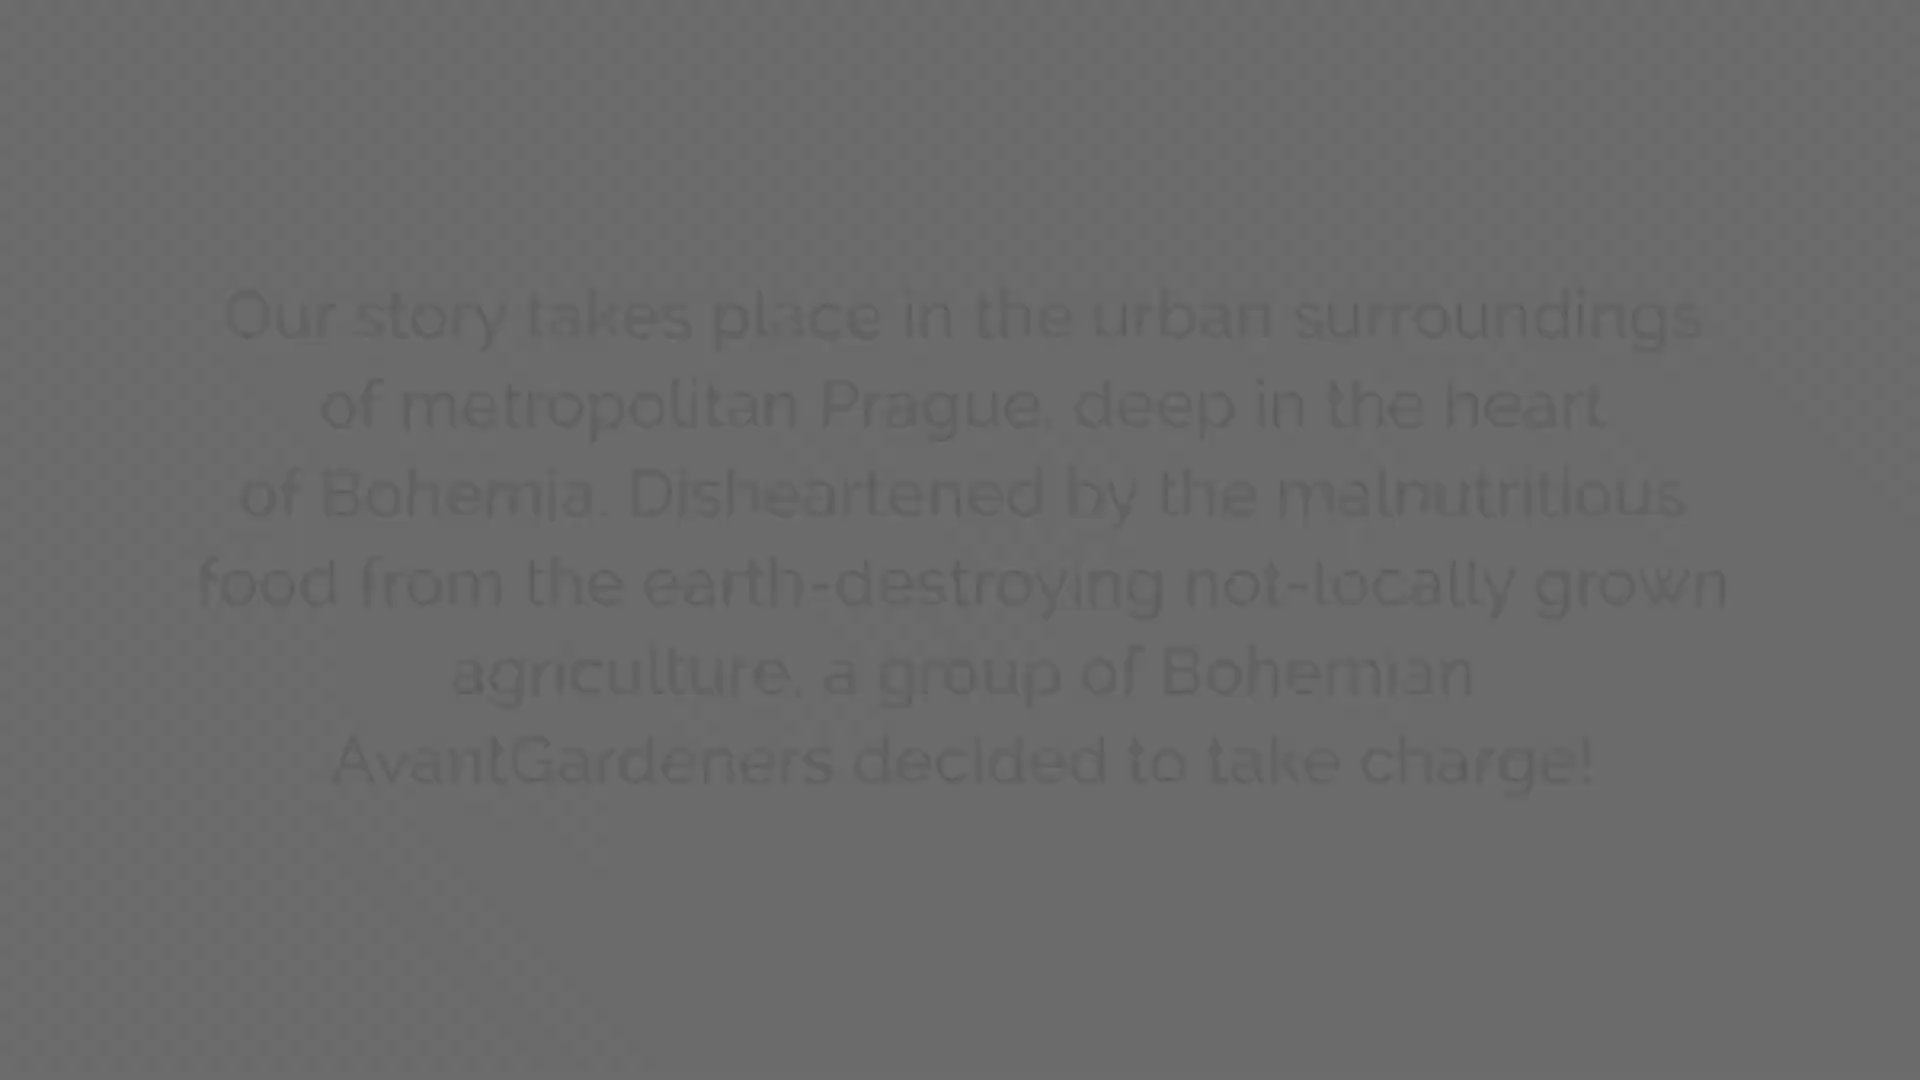 Our story takes place in the urban surroundings
of metropolitan Prague, deep in the heart
of Bohemia. Disheartened by the malnutritious
food from the earth-destroying not-locally grown
agriculture, a group of Bohemian
AvantGardeners decided to take charge!